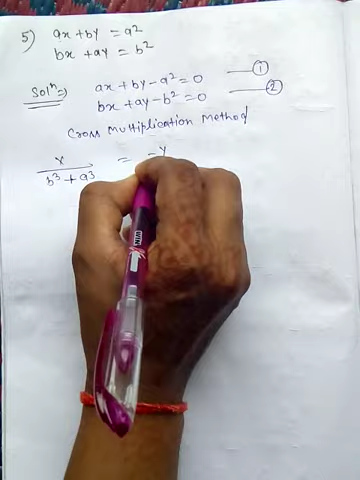 5) ax + by = a²
bx + ay = b²
Solⁿ ⇒ ax + by - a² = 0 —— ①
bx + ay - b² = 0 —— ②
Cross Multiplication Method
x/(b³ + a³) = -y